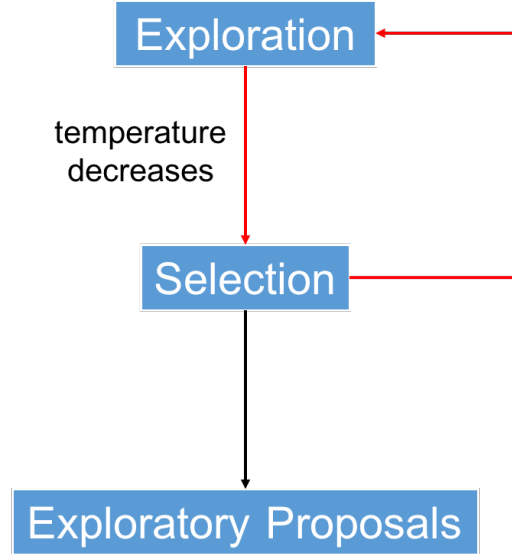 Exploration
temperature
decreases
Selection
Exploratory Proposals